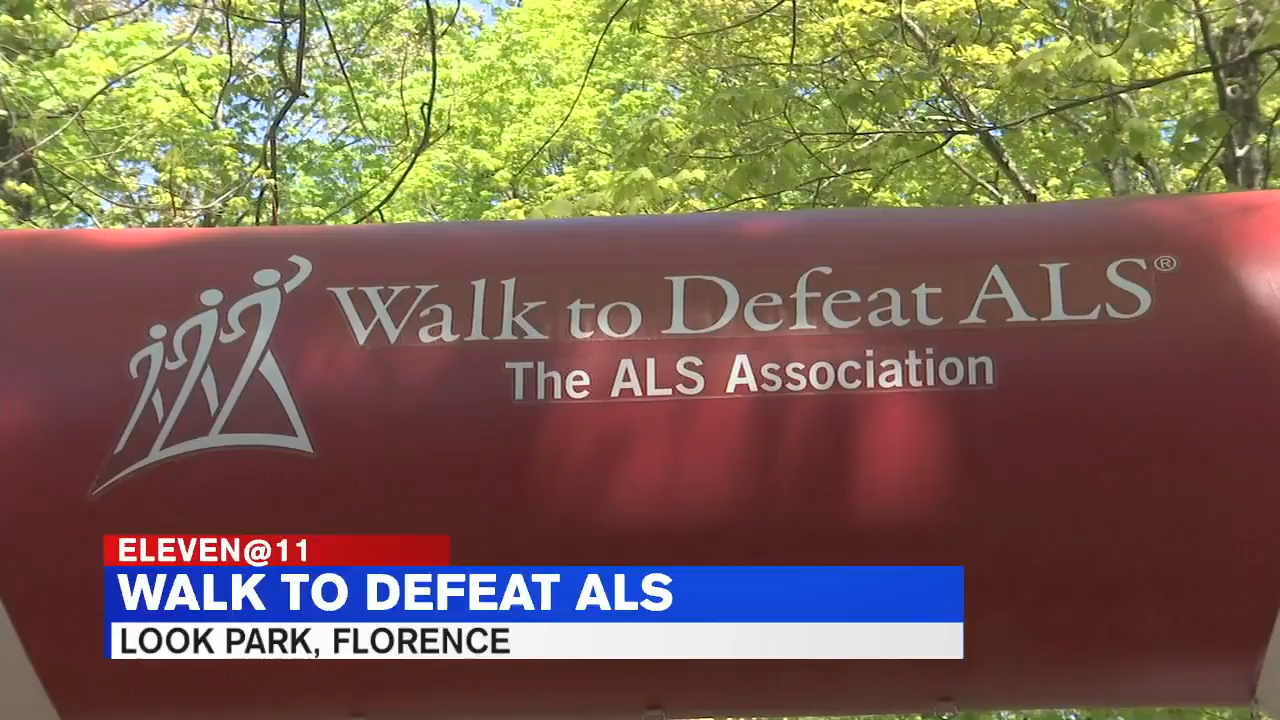 Walk to Defeat ALS®
The ALS Association
ELEVEN@11
WALK TO DEFEAT ALS
LOOK PARK, FLORENCE